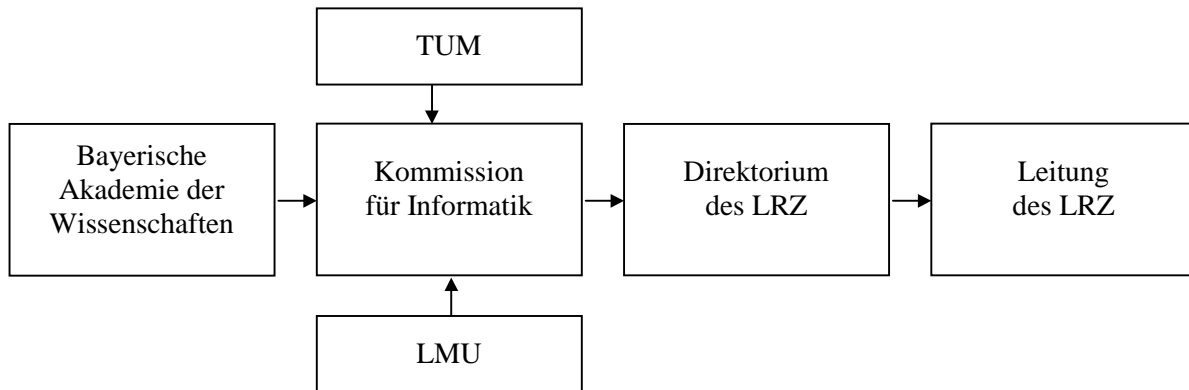 TUM
Bayerische
Akademie der
Wissenschaften
Kommission
für Informatik
Direktorium
des LRZ
Leitung
des LRZ
LMU